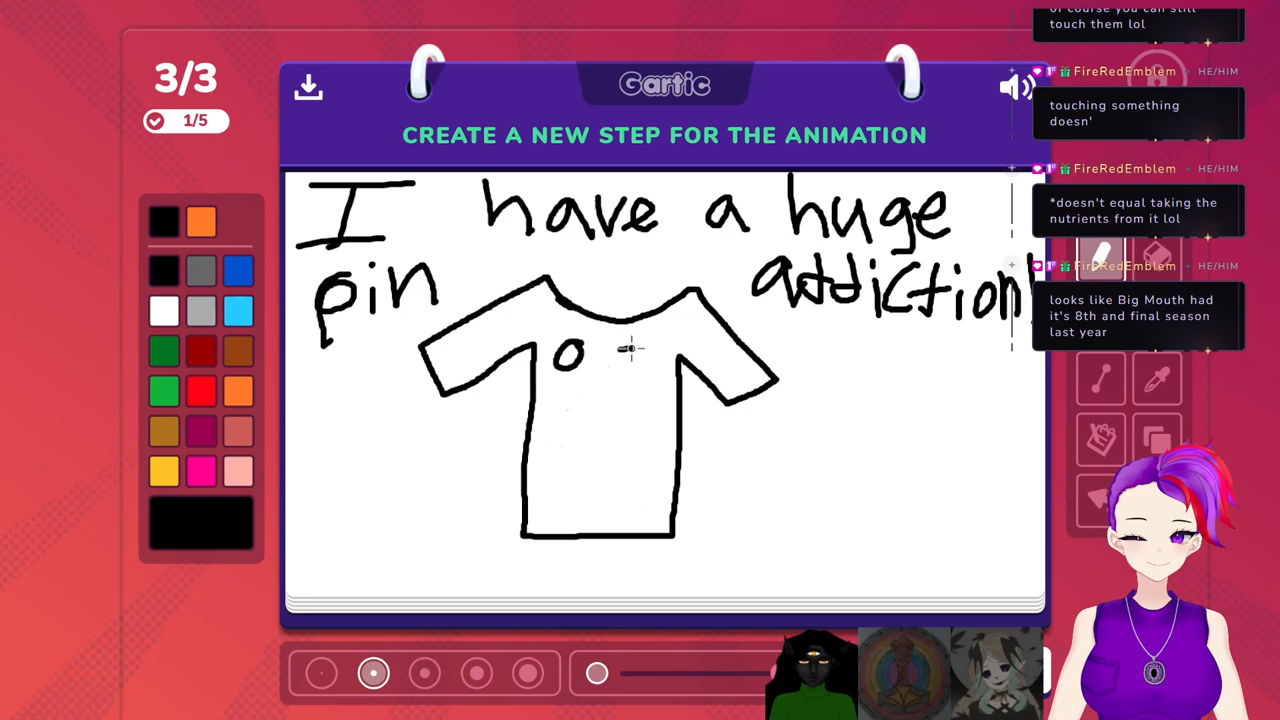 3/3
1/5
Gartic
CREATE A NEW STEP FOR THE ANIMATION
I have a huge
pin addiction!
touch them lol
FireRedEmblem HE/HIM
touching something
doesn'
FireRedEmblem HE/HIM
*doesn't equal taking the
nutrients from it lol
FireRedEmblem HE/HIM
looks like Big Mouth had
it's 8th and final season
last year